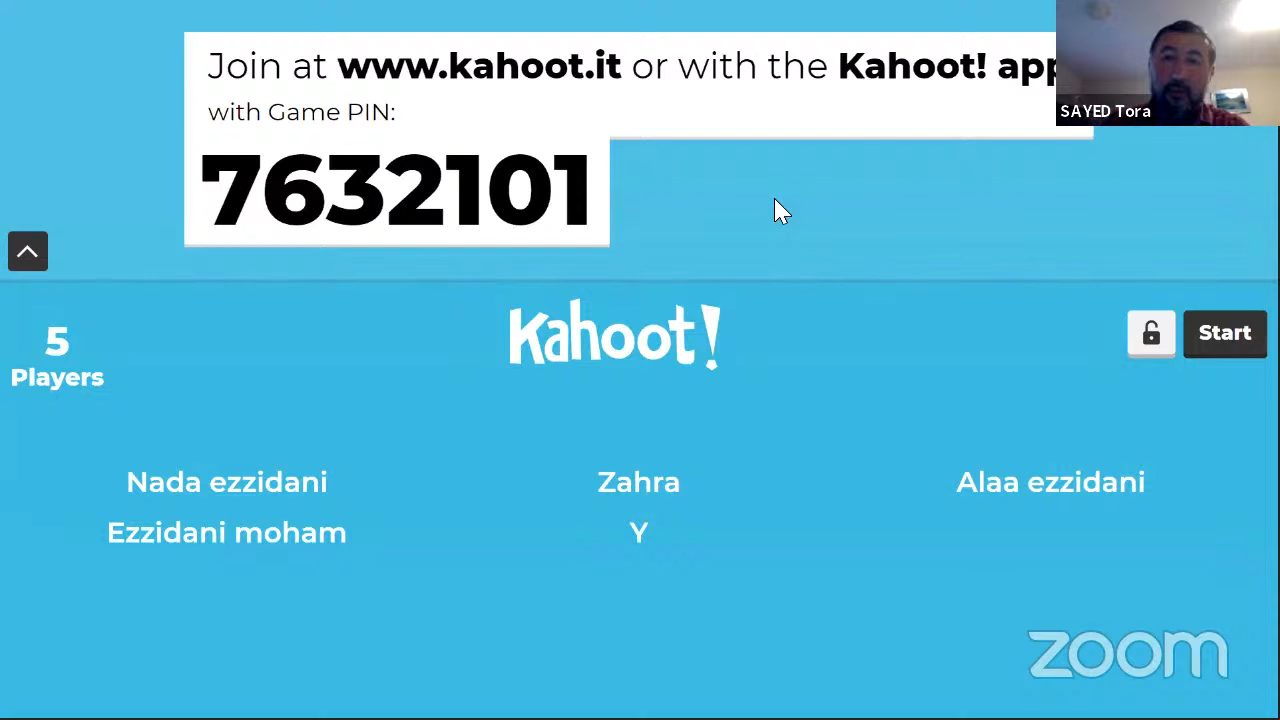 Join at www.kahoot.it or with the Kahoot! app
with Game PIN:
7632101
SAYED Tora
5
Players
Kahoot!
Start
Nada ezzidani
Zahra
Alaa ezzidani
Ezzidani moham
Y
zoom